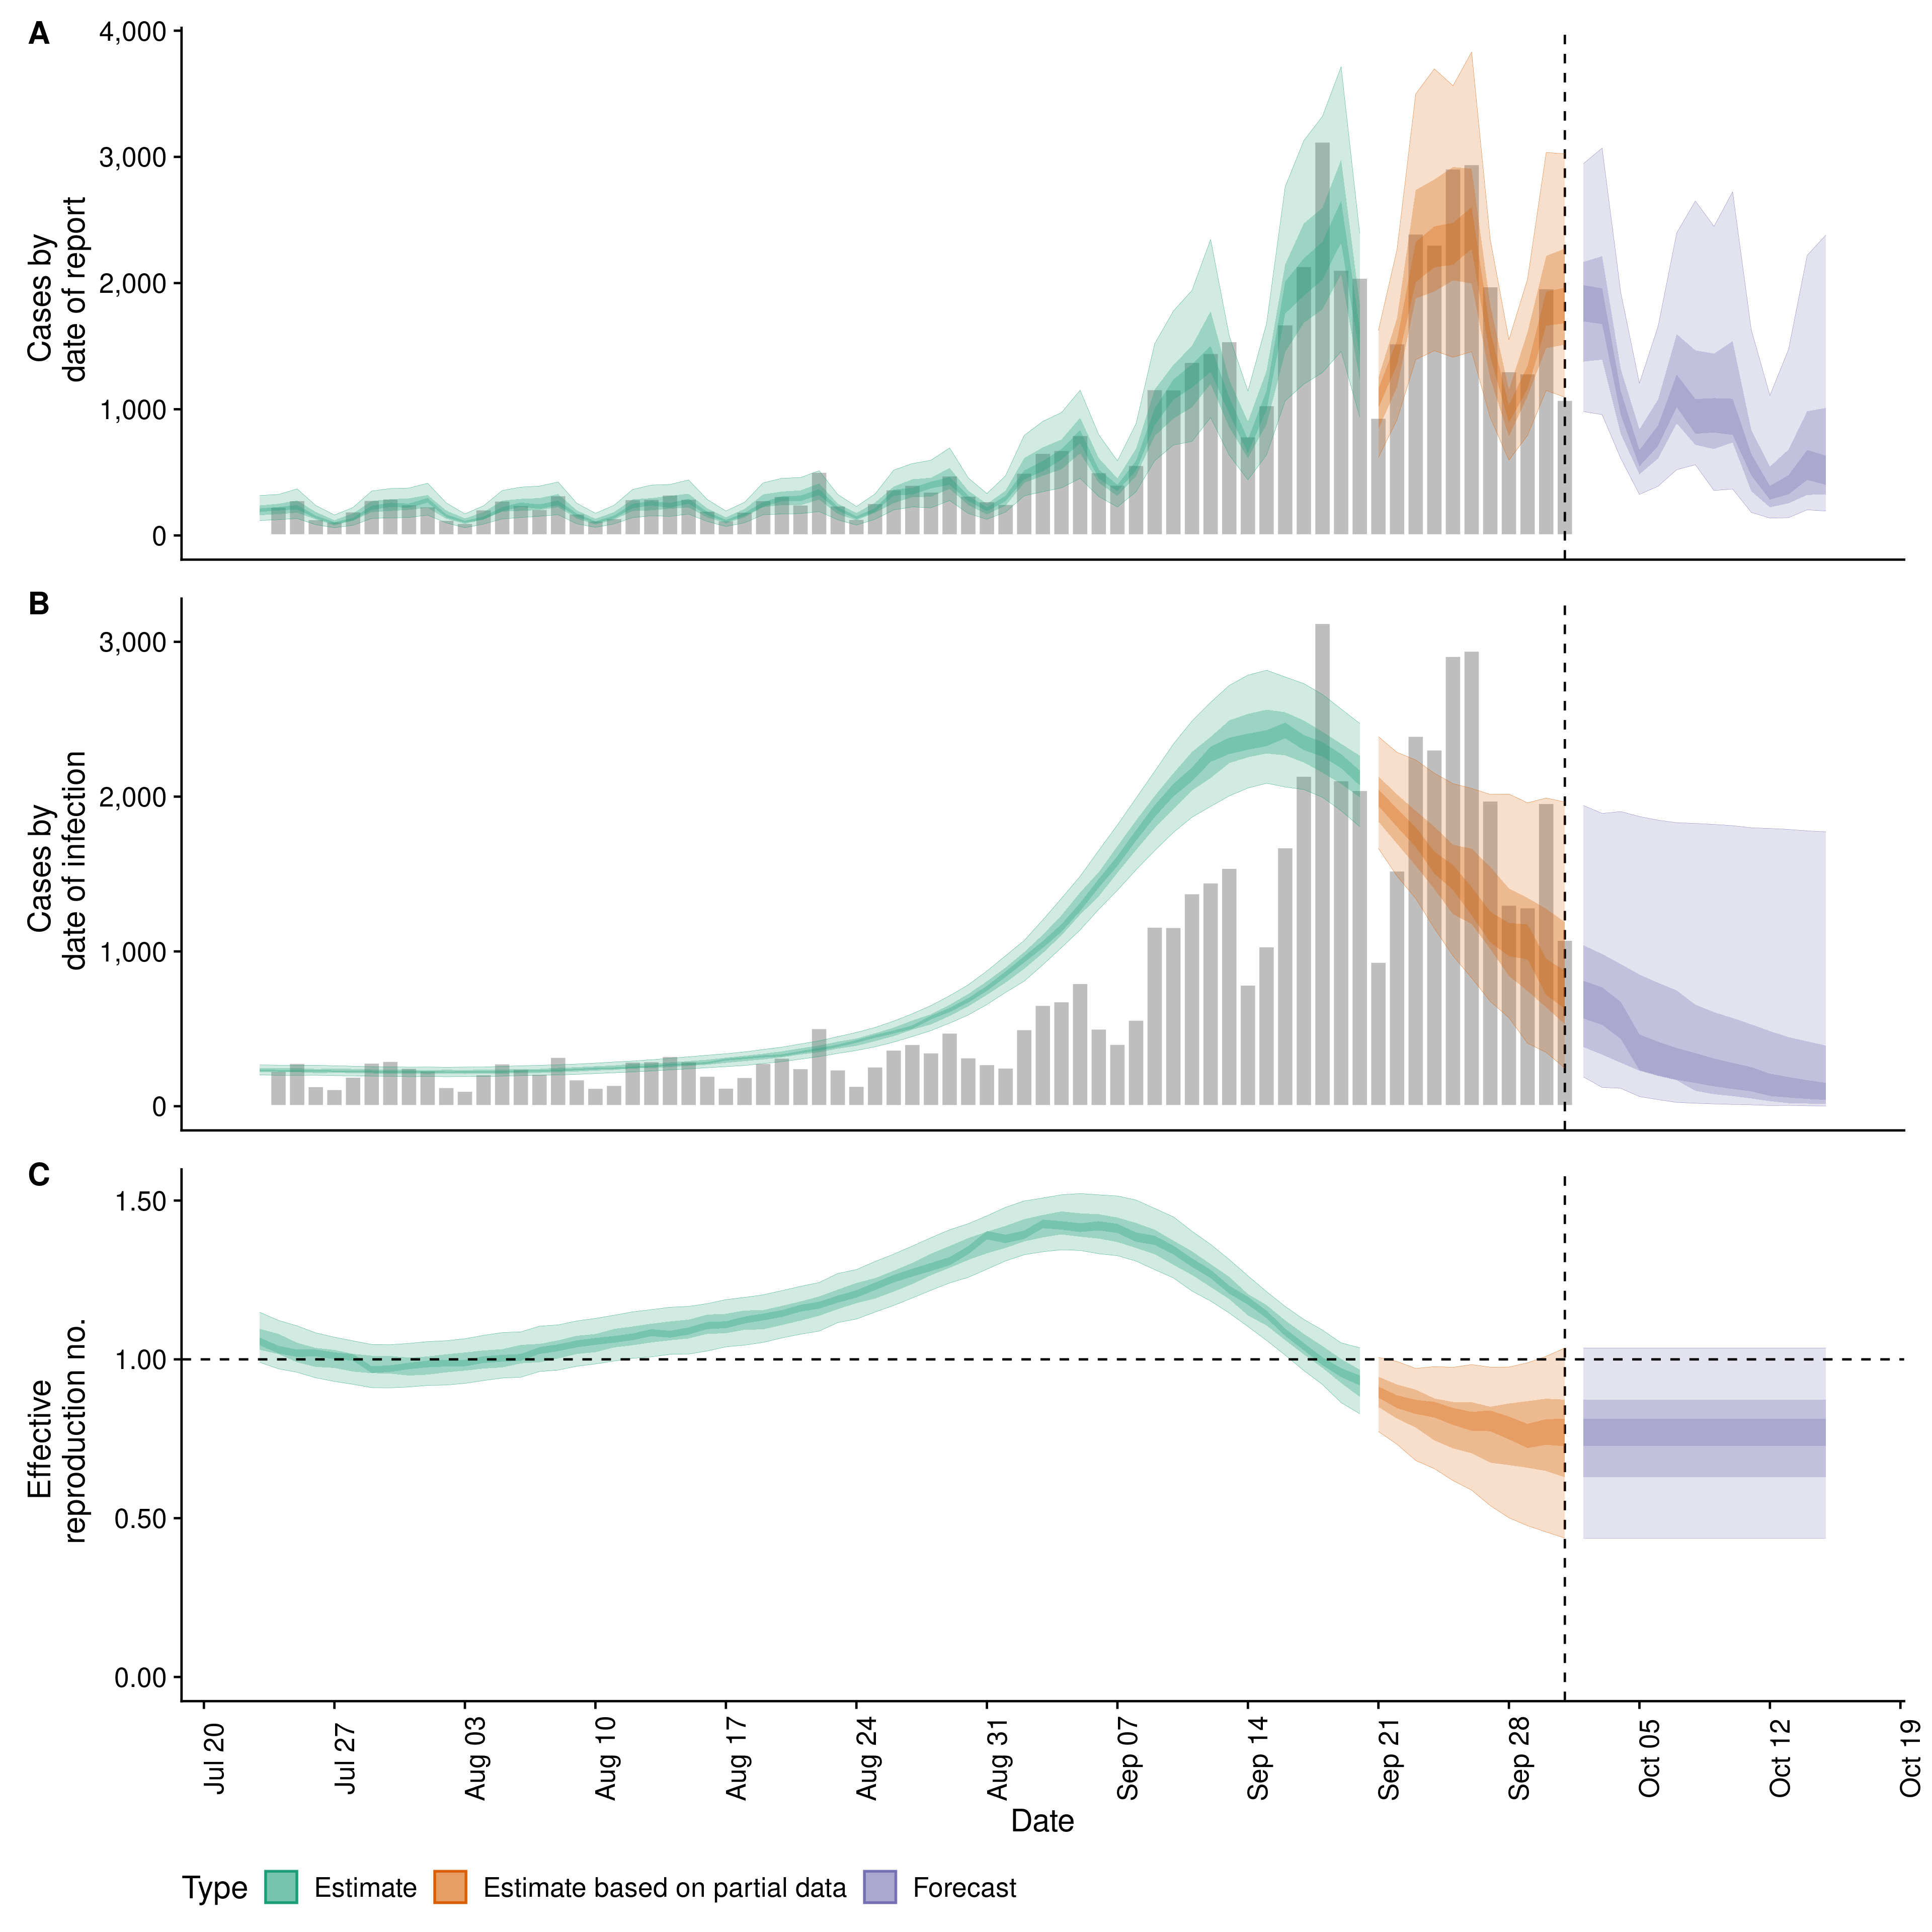 A
4,000
3,000
2,000
1,000
0
Cases by
date of report
B
3,000
2,000
1,000
0
Cases by
date of infection
C
1.50
1.00
0.50
0.00
Effective
reproduction no.
Jul 20
Jul 27
Aug 03
Aug 10
Aug 17
Aug 24
Aug 31
Sep 07
Sep 14
Sep 21
Sep 28
Oct 05
Oct 12
Oct 19
Date
Type Estimate Estimate based on partial data Forecast